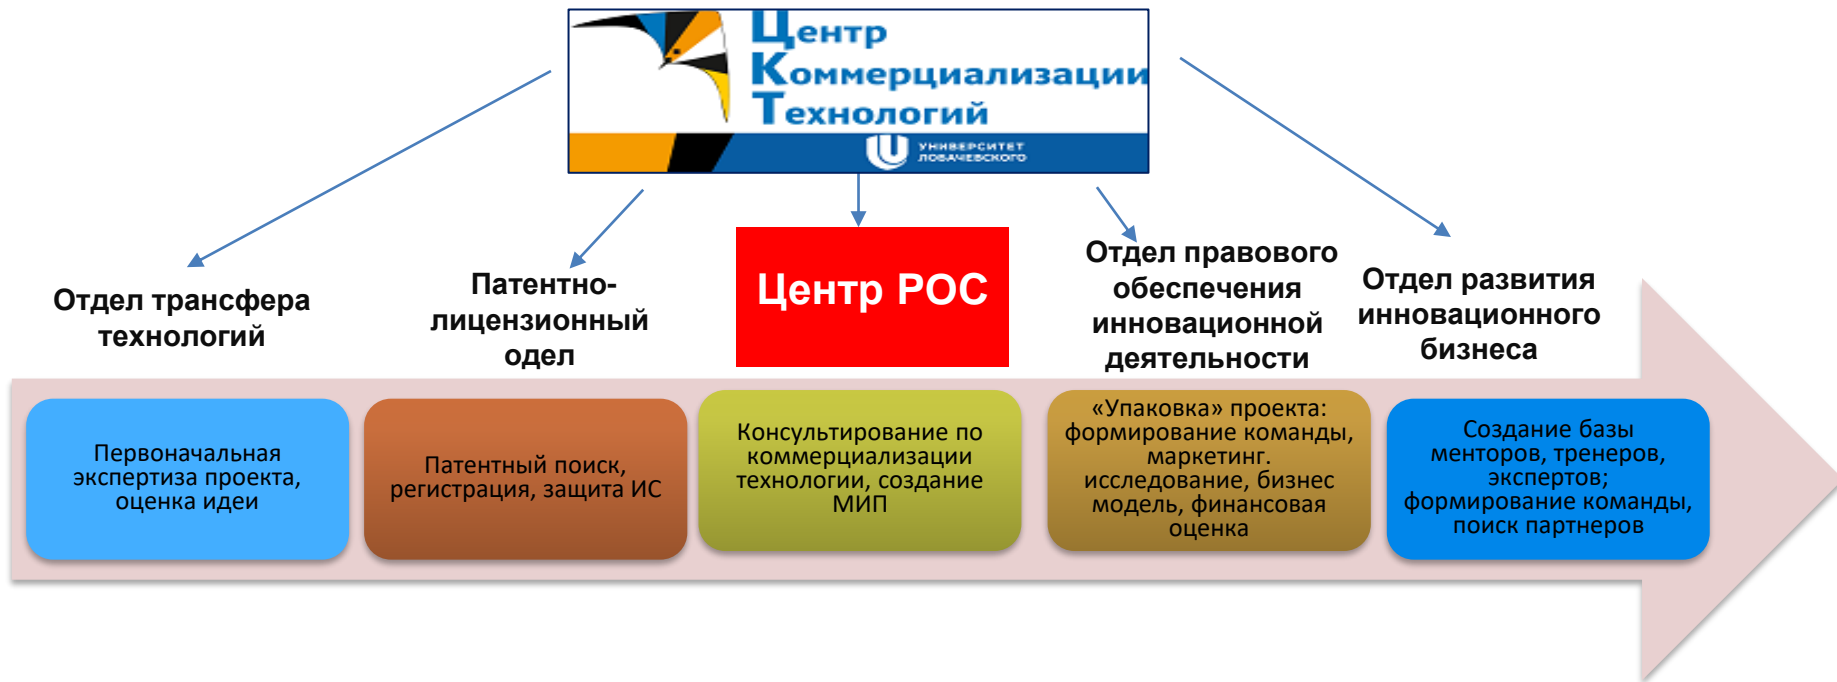 Центр
Коммерциализации
Технологий
УНИВЕРСИТЕТ
ЛОБАЧЕВСКОГО
Отдел трансфера
технологий
Патентно-
лицензионный
одел
Центр РОС
Отдел правового
обеспечения
инновационной
деятельности
Отдел развития
инновационного
бизнеса
Первоначальная
экспертиза проекта,
оценка идеи
Патентный поиск,
регистрация, защита ИС
Консультирование по
коммерциализации
технологии, создание
МИП
«Упаковка» проекта:
формирование команды,
маркетинг.
исследование, бизнес
модель, финансовая
оценка
Создание базы
менторов, тренеров,
экспертов;
формирование команды,
поиск партнеров